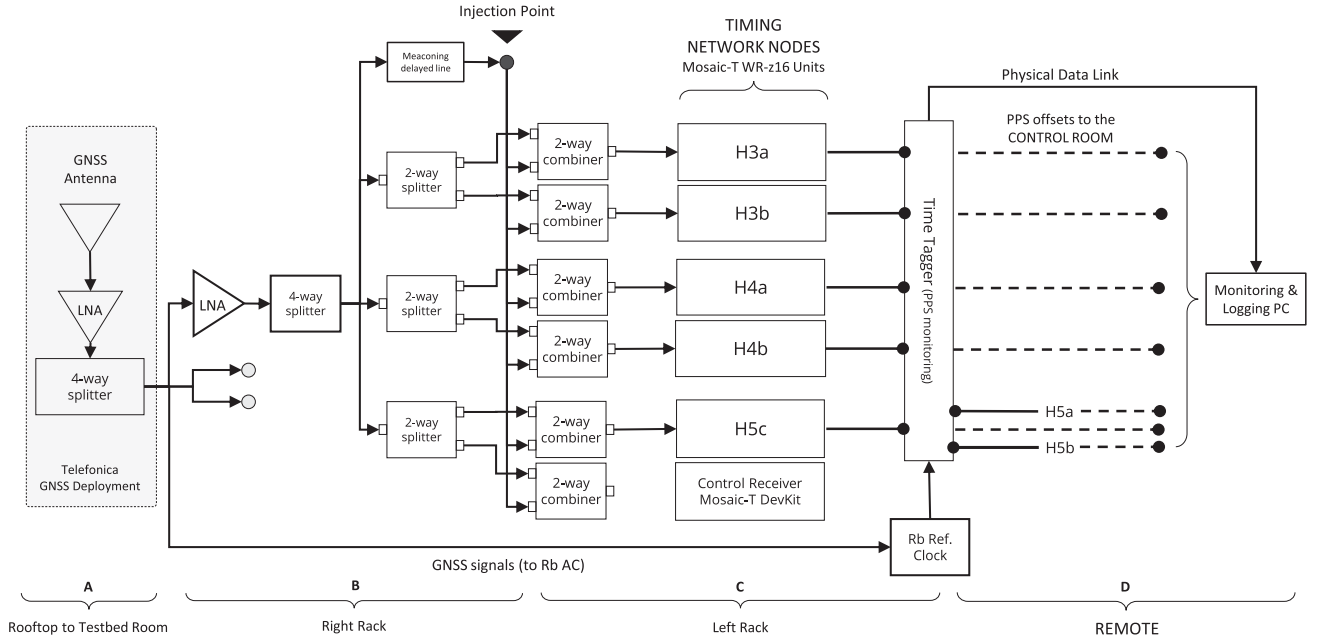 Injection Point
TIMING
NETWORK NODES
Mosaic-T WR-z16 Units
Meaconing
delayed line
Physical Data Link
PPS offsets to the
CONTROL ROOM
GNSS
Antenna
LNA
4-way
splitter
Telefonica
GNSS Deployment
LNA
4-way
splitter
2-way
splitter
2-way
splitter
2-way
splitter
2-way
combiner
2-way
combiner
2-way
combiner
2-way
combiner
2-way
combiner
2-way
combiner
H3a
H3b
H4a
H4b
H5c
Control Receiver
Mosaic-T DevKit
Time Tagger (PPS monitoring)
H5a
H5b
Monitoring &
Logging PC
Rb Ref.
Clock
GNSS signals (to Rb AC)
A
B
C
D
Rooftop to Testbed Room
Right Rack
Left Rack
REMOTE